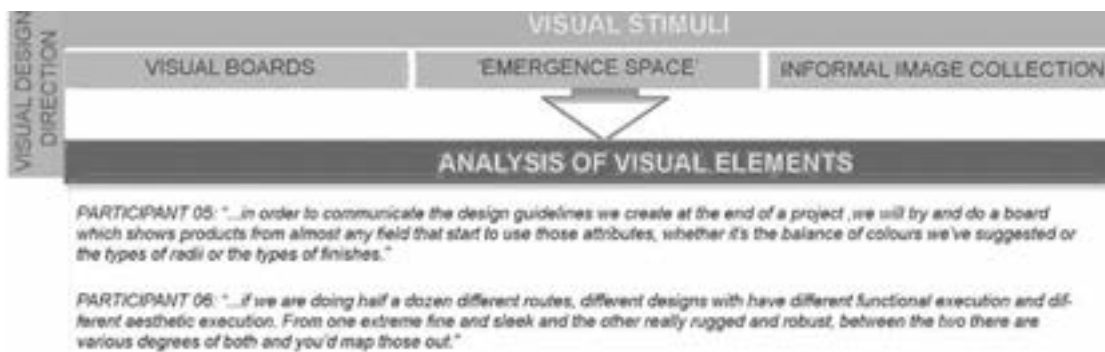 VISUAL DESIGN
DIRECTION
VISUAL STIMULI
VISUAL BOARDS
'EMERGENCE SPACE'
INFORMAL IMAGE COLLECTION
ANALYSIS OF VISUAL ELEMENTS
PARTICIPANT 05: "...in order to communicate the design guidelines we create at the end of a project ,we will try and do a board
which shows products from almost any field that start to use those attributes, whether it's the balance of colours we've suggested or
the types of radii or the types of finishes."
PARTICIPANT 06: "...if we are doing half a dozen different routes, different designs with have different functional execution and dif-
ferent aesthetic execution. From one extreme fine and sleek and the other really rugged and robust, between the two there are
various degrees of both and you'd map those out."